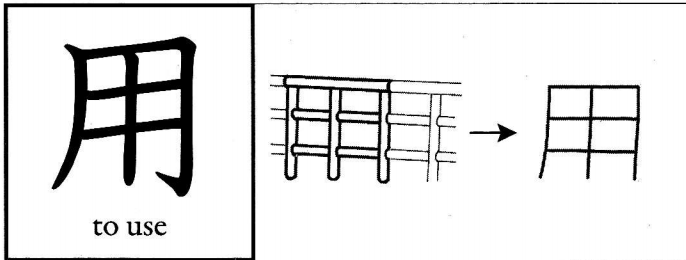 用
to use